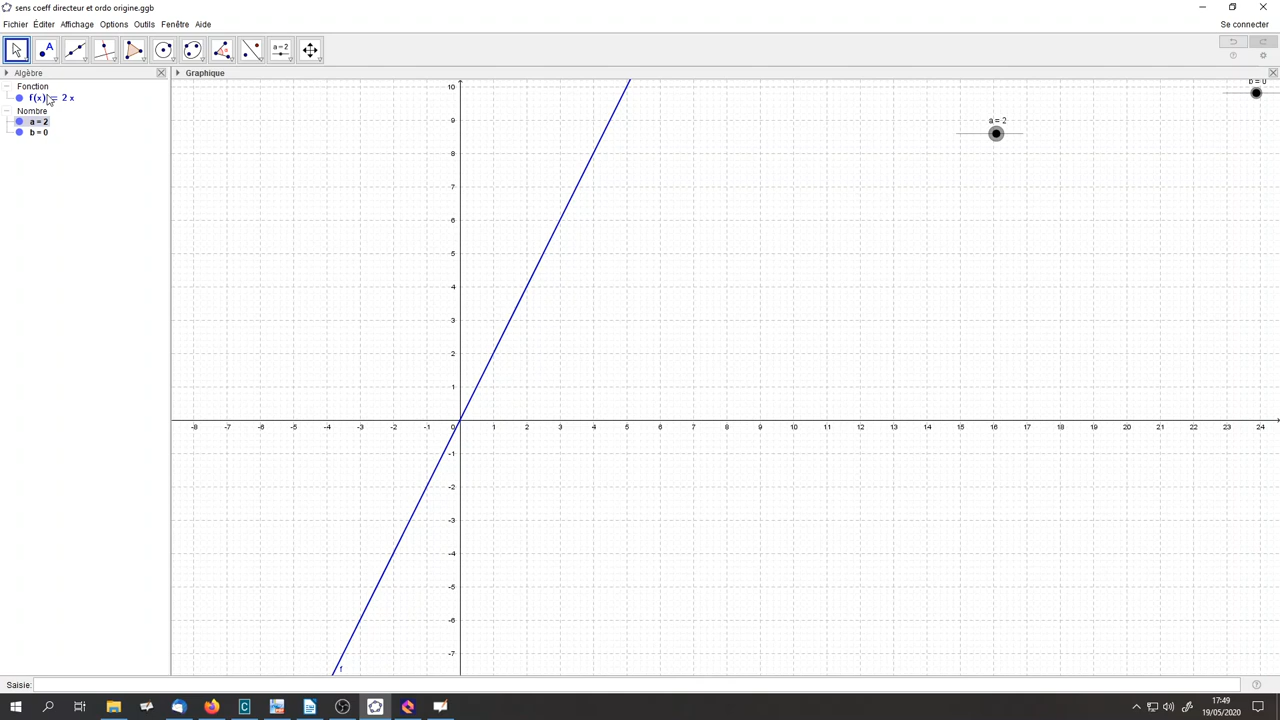 sens coeff directeur et ordo origine.ggb
Fichier Éditer Affichage Options Outils Fenêtre Aide
Se connecter
A
a = 2
Algèbre
Graphique
Fonction
f(x) = 2 x
Nombre
a = 2
b = 0
b = 0
a = 2
10
9
8
7
6
5
4
3
2
1
-8 -7 -6 -5 -4 -3 -2 -1 0 1 2 3 4 5 6 7 8 9 10 11 12 13 14 15 16 17 18 19 20 21 22 23 24
-1
-2
-3
-4
-5
-6
-7
f
Saisie:
17:49
19/05/2020